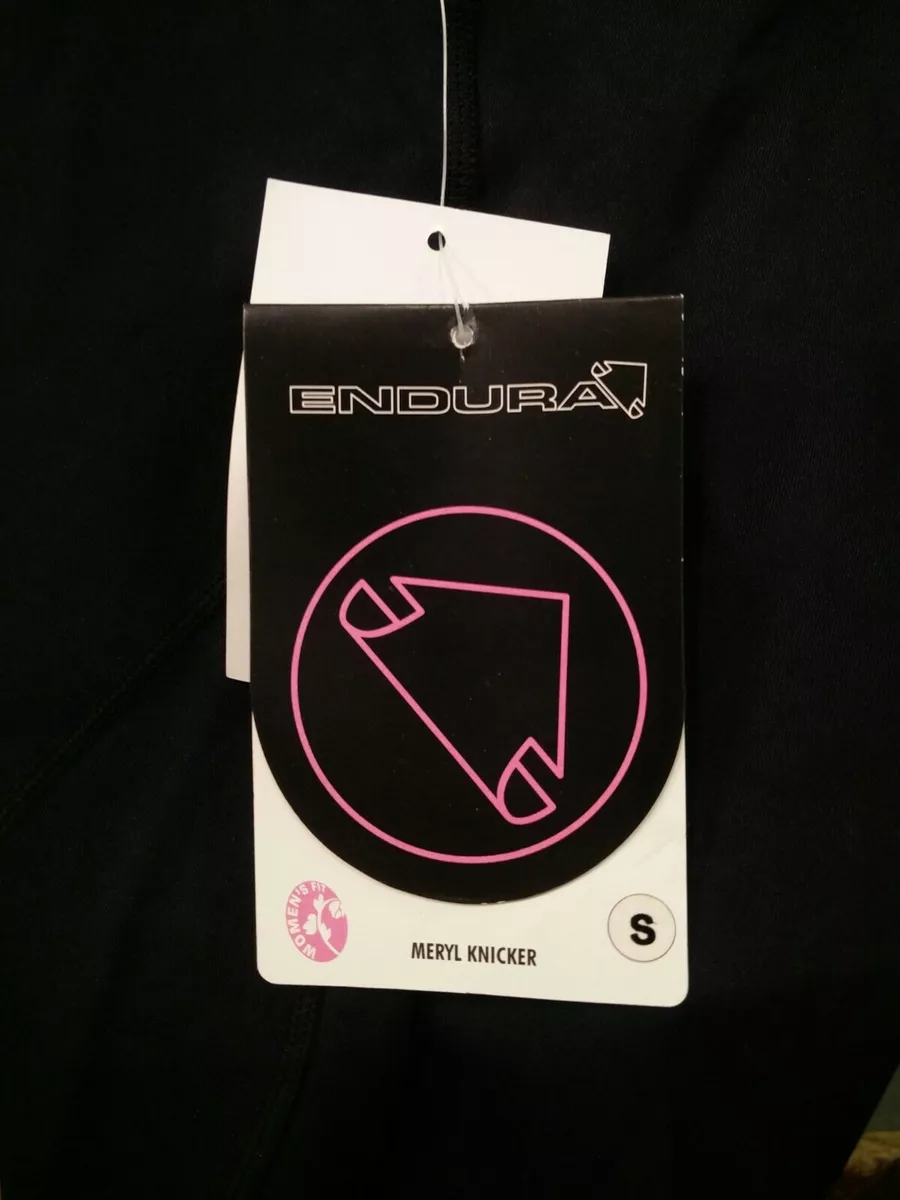 ENDURA
WOMEN'S FIT
MERYL KNICKER
S